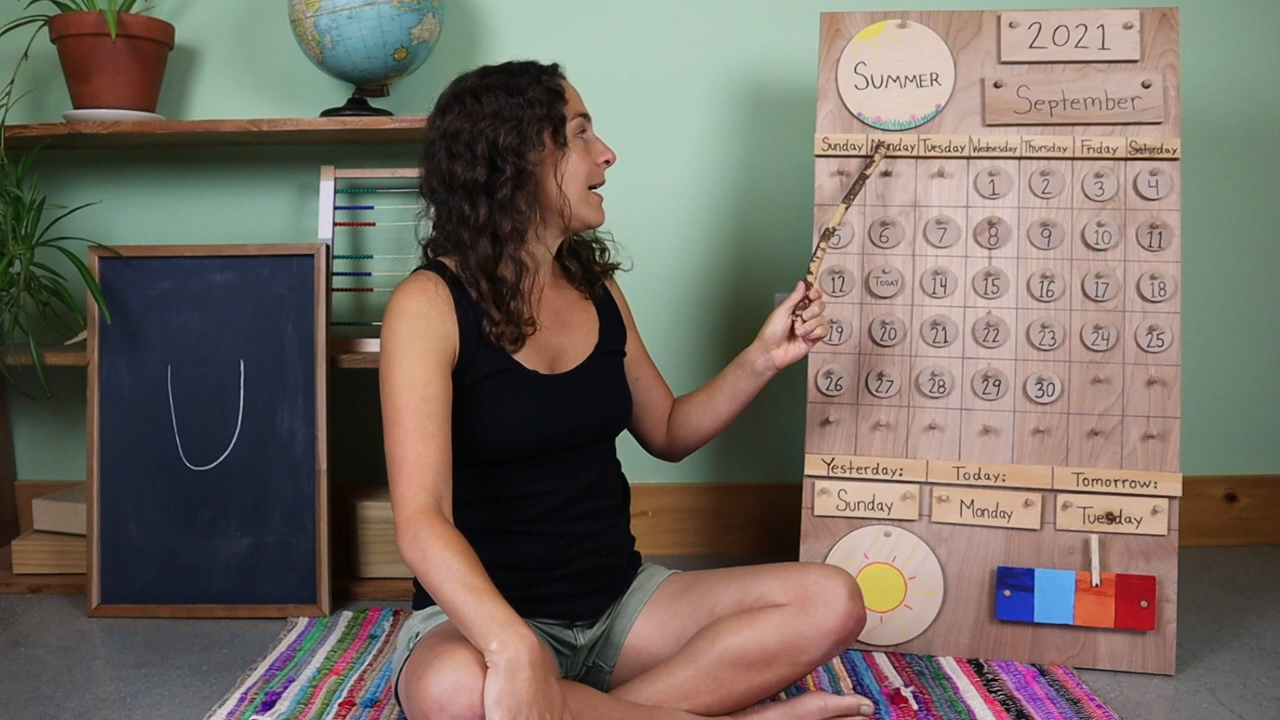 U
SUMMER
2021
September
Sunday Monday Tuesday Wednesday Thursday Friday Saturday
1 2 3 4
5 6 7 8 9 10 11
12 TODAY 14 15 16 17 18
19 20 21 22 23 24 25
26 27 28 29 30
Yesterday: Today: Tomorrow:
Sunday Monday Tuesday